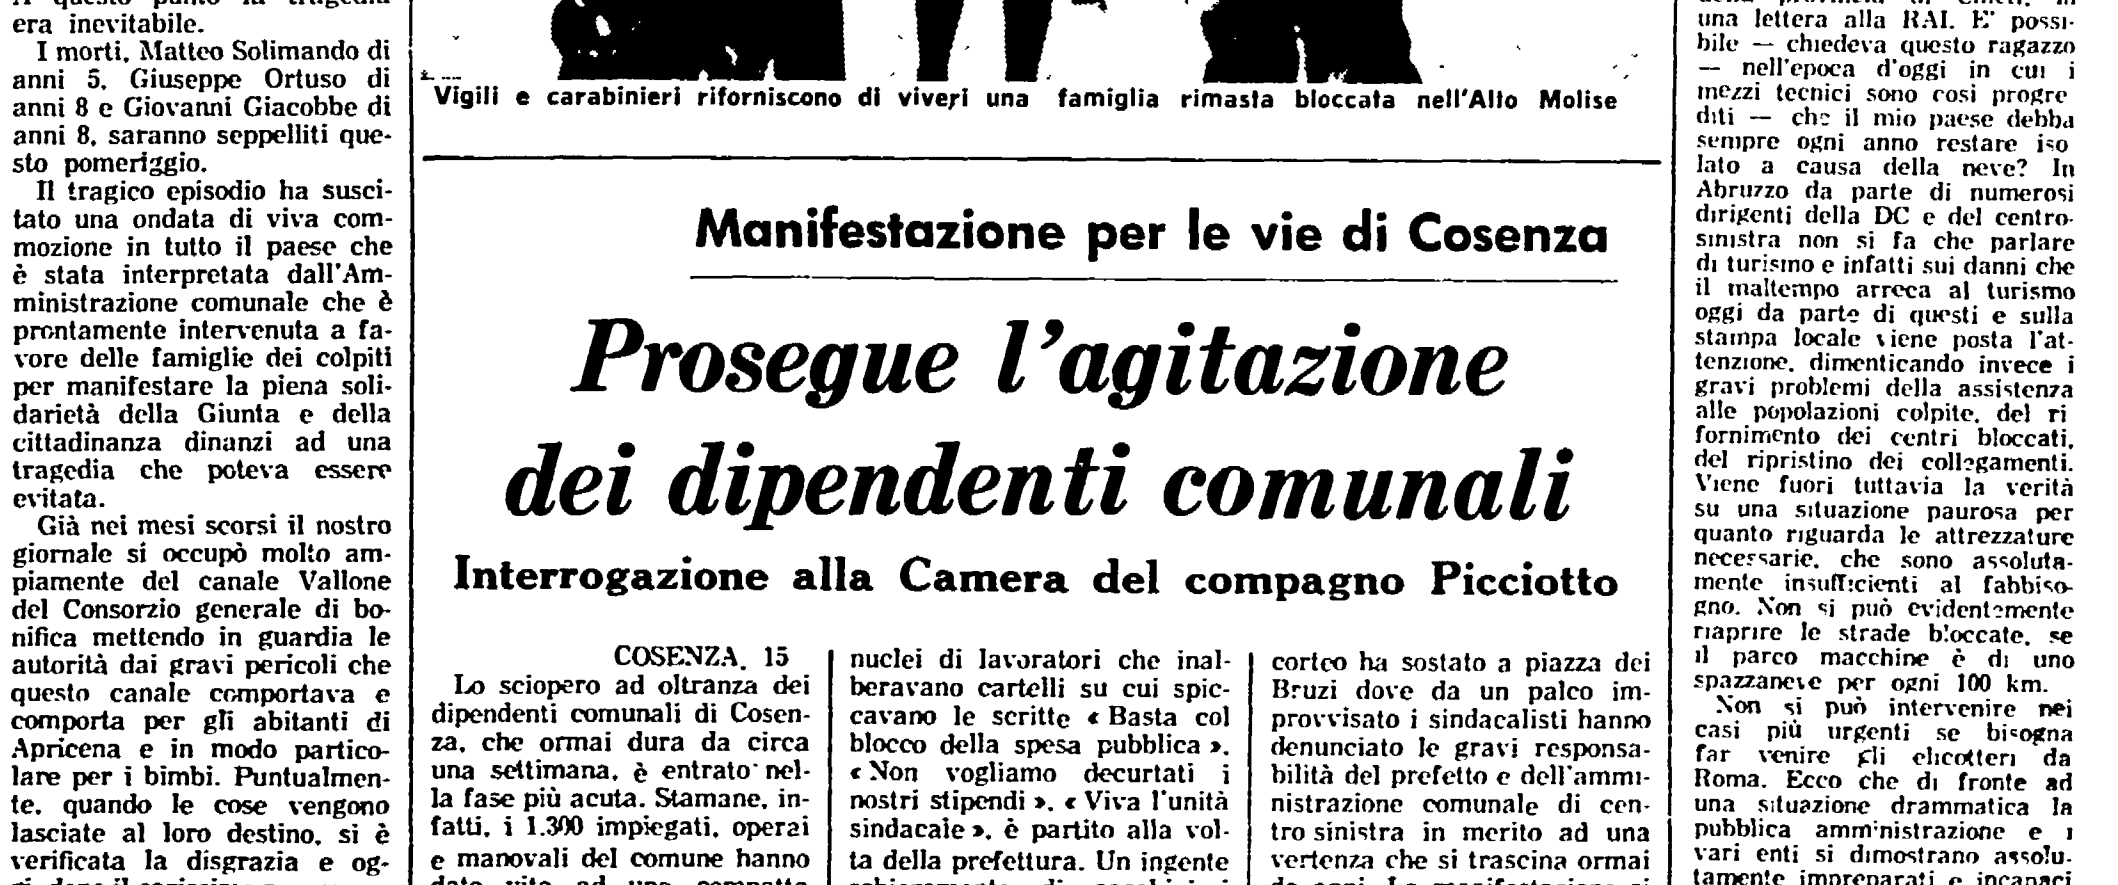 era inevitabile.
I morti, Matteo Solimando di
anni 5, Giuseppe Ortuso di
anni 8 e Giovanni Giacobbe di
anni 8, saranno seppelliti que-
sto pomeriggio.
Il tragico episodio ha susci-
tato una ondata di viva com-
mozione in tutto il paese che
è stata interpretata dall'Am-
ministrazione comunale che è
prontamente intervenuta a fa-
vore delle famiglie dei colpiti
per manifestare la piena soli-
darietà della Giunta e della
cittadinanza dinanzi ad una
tragedia che poteva essere
evitata.
Già nei mesi scorsi il nostro
giornale si occupò molto am-
piamente del canale Vallone
del Consorzio generale di bo-
nifica mettendo in guardia le
autorità dai gravi pericoli che
questo canale comportava e
comporta per gli abitanti di
Apricena e in modo partico-
lare per i bimbi. Puntualmen-
te, quando le cose vengono
lasciate al loro destino, si è
verificata la disgrazia e og-
Vigili e carabinieri riforniscono di viveri una famiglia rimasta bloccata nell'Alto Molise
Manifestazione per le vie di Cosenza
Prosegue l'agitazione
dei dipendenti comunali
Interrogazione alla Camera del compagno Picciotto
COSENZA, 15
Lo sciopero ad oltranza dei
dipendenti comunali di Cosen-
za, che ormai dura da circa
una settimana, è entrato nel-
la fase più acuta. Stamane, in-
fatti, i 1.300 impiegati, operai
e manovali del comune hanno
nuclei di lavoratori che inal-
beravano cartelli su cui spic-
cavano le scritte « Basta col
blocco della spesa pubblica »,
« Non vogliamo decurtati i
nostri stipendi », « Viva l'unità
sindacale », è partito alla vol-
ta della prefettura. Un ingente
corteo ha sostato a piazza dei
Bruzi dove da un palco im-
provvisato i sindacalisti hanno
denunciato le gravi responsa-
bilità del prefetto e dell'ammi-
nistrazione comunale di cen-
tro sinistra in merito ad una
vertenza che si trascina ormai
una lettera alla RAI. E' possi-
bile — chiedeva questo ragazzo
— nell'epoca d'oggi in cui i
mezzi tecnici sono così progre
diti — che il mio paese debba
sempre ogni anno restare iso
lato a causa della neve? In
Abruzzo da parte di numerosi
dirigenti della DC e del centro-
sinistra non si fa che parlare
di turismo e infatti sui danni che
il maltempo arreca al turismo
oggi da parte di questi e sulla
stampa locale viene posta l'at-
tenzione, dimenticando invece i
gravi problemi della assistenza
alle popolazioni colpite, del ri
fornimento dei centri bloccati,
del ripristino dei collegamenti.
Viene fuori tuttavia la verità
su una situazione paurosa per
quanto riguarda le attrezzature
necessarie, che sono assoluta-
mente insufficienti al fabbiso-
gno. Non si può evidentemente
riaprire le strade bloccate, se
il parco macchine è di uno
spazzaneve per ogni 100 km.
Non si può intervenire nei
casi più urgenti se bisogna
far venire gli elicotteri da
Roma. Ecco che di fronte ad
una situazione drammatica la
pubblica amministrazione e i
vari enti si dimostrano assolu-
tamente impreparati e incapaci